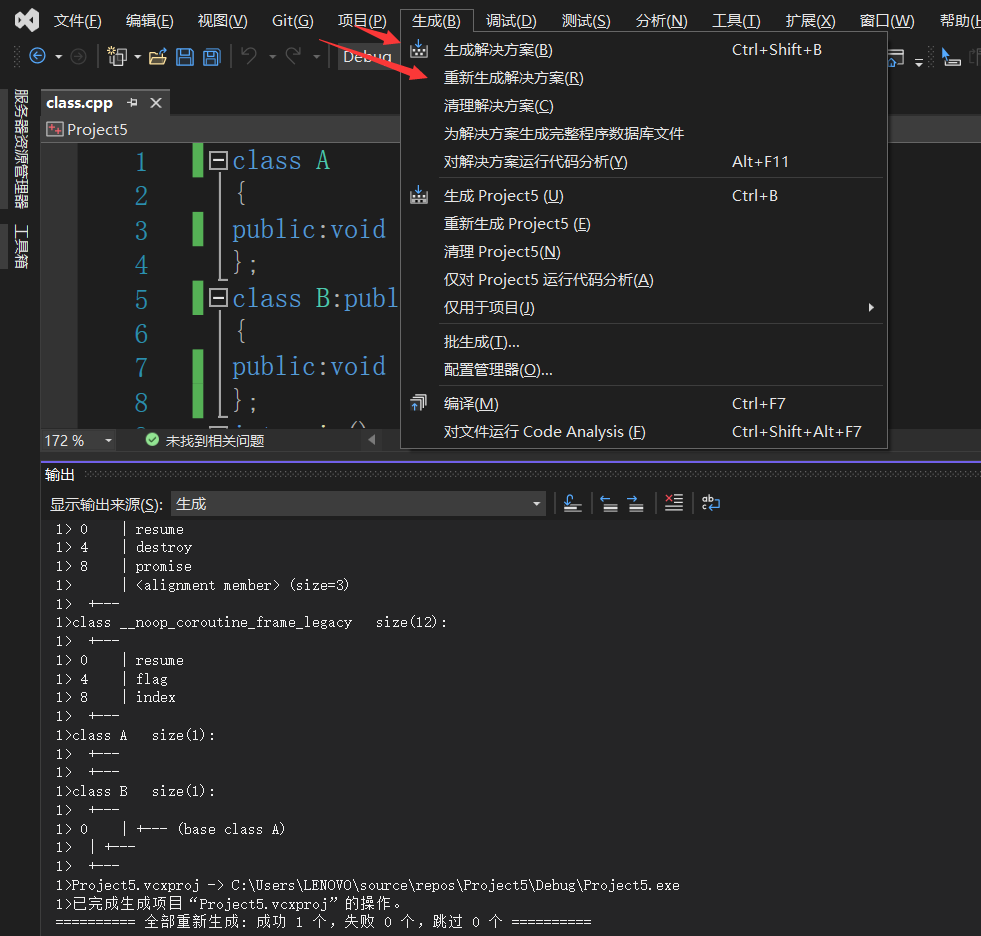 文件(F) 编辑(E) 视图(V) Git(G) 项目(P) 生成(B) 调试(D) 测试(S) 分析(N) 工具(T) 扩展(X) 窗口(W) 帮助(H
Debug
生成解决方案(B) Ctrl+Shift+B
重新生成解决方案(R)
清理解决方案(C)
为解决方案生成完整程序数据库文件
对解决方案运行代码分析(Y) Alt+F11
生成 Project5 (U) Ctrl+B
重新生成 Project5 (E)
清理 Project5(N)
仅对 Project5 运行代码分析(A)
仅用于项目(J)
批生成(T)...
配置管理器(O)...
编译(M) Ctrl+F7
对文件运行 Code Analysis (F) Ctrl+Shift+Alt+F7
服务器资源管理器
工具箱
class.cpp
Project5
1 class A
2 {
3 public:void
4 };
5 class B:publ
6 {
7 public:void
8 };
172 % 未找到相关问题
输出
显示输出来源(S): 生成
1> 0 | resume
1> 4 | destroy
1> 8 | promise
1> | <alignment member> (size=3)
1> +---
1>class __noop_coroutine_frame_legacy size(12):
1> +---
1> 0 | resume
1> 4 | flag
1> 8 | index
1> +---
1>class A size(1):
1> +---
1> +---
1>class B size(1):
1> +---
1> 0 | +--- (base class A)
1> | +---
1> +---
1>Project5.vcxproj -> C:\Users\LENOVO\source\repos\Project5\Debug\Project5.exe
1>已完成生成项目“Project5.vcxproj”的操作。
========== 全部重新生成: 成功 1 个，失败 0 个，跳过 0 个 ==========